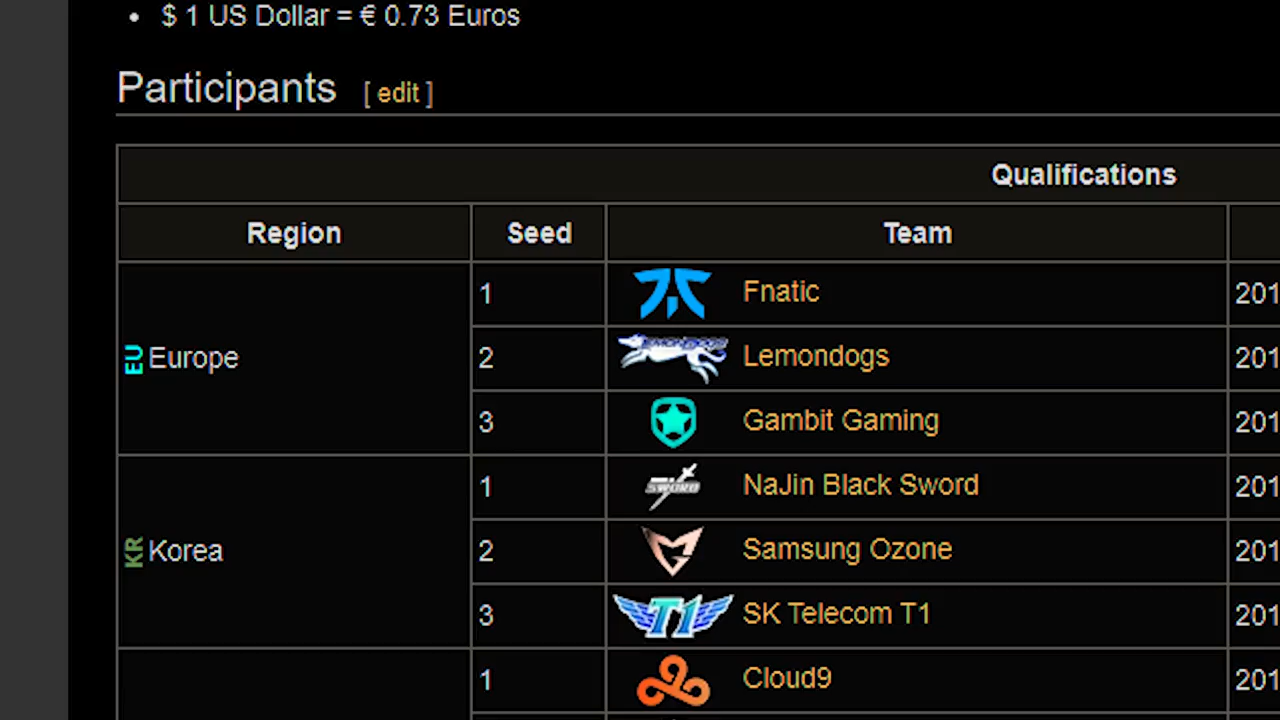 $ 1 US Dollar = € 0.73 Euros
Participants [ edit ]
Qualifications
Region Seed Team
EU Europe
1 Fnatic 201
2 Lemondogs 201
3 Gambit Gaming 201
KR Korea
1 SWORD NaJin Black Sword 201
2 Samsung Ozone 201
3 T1 SK Telecom T1 201
1 Cloud9 201